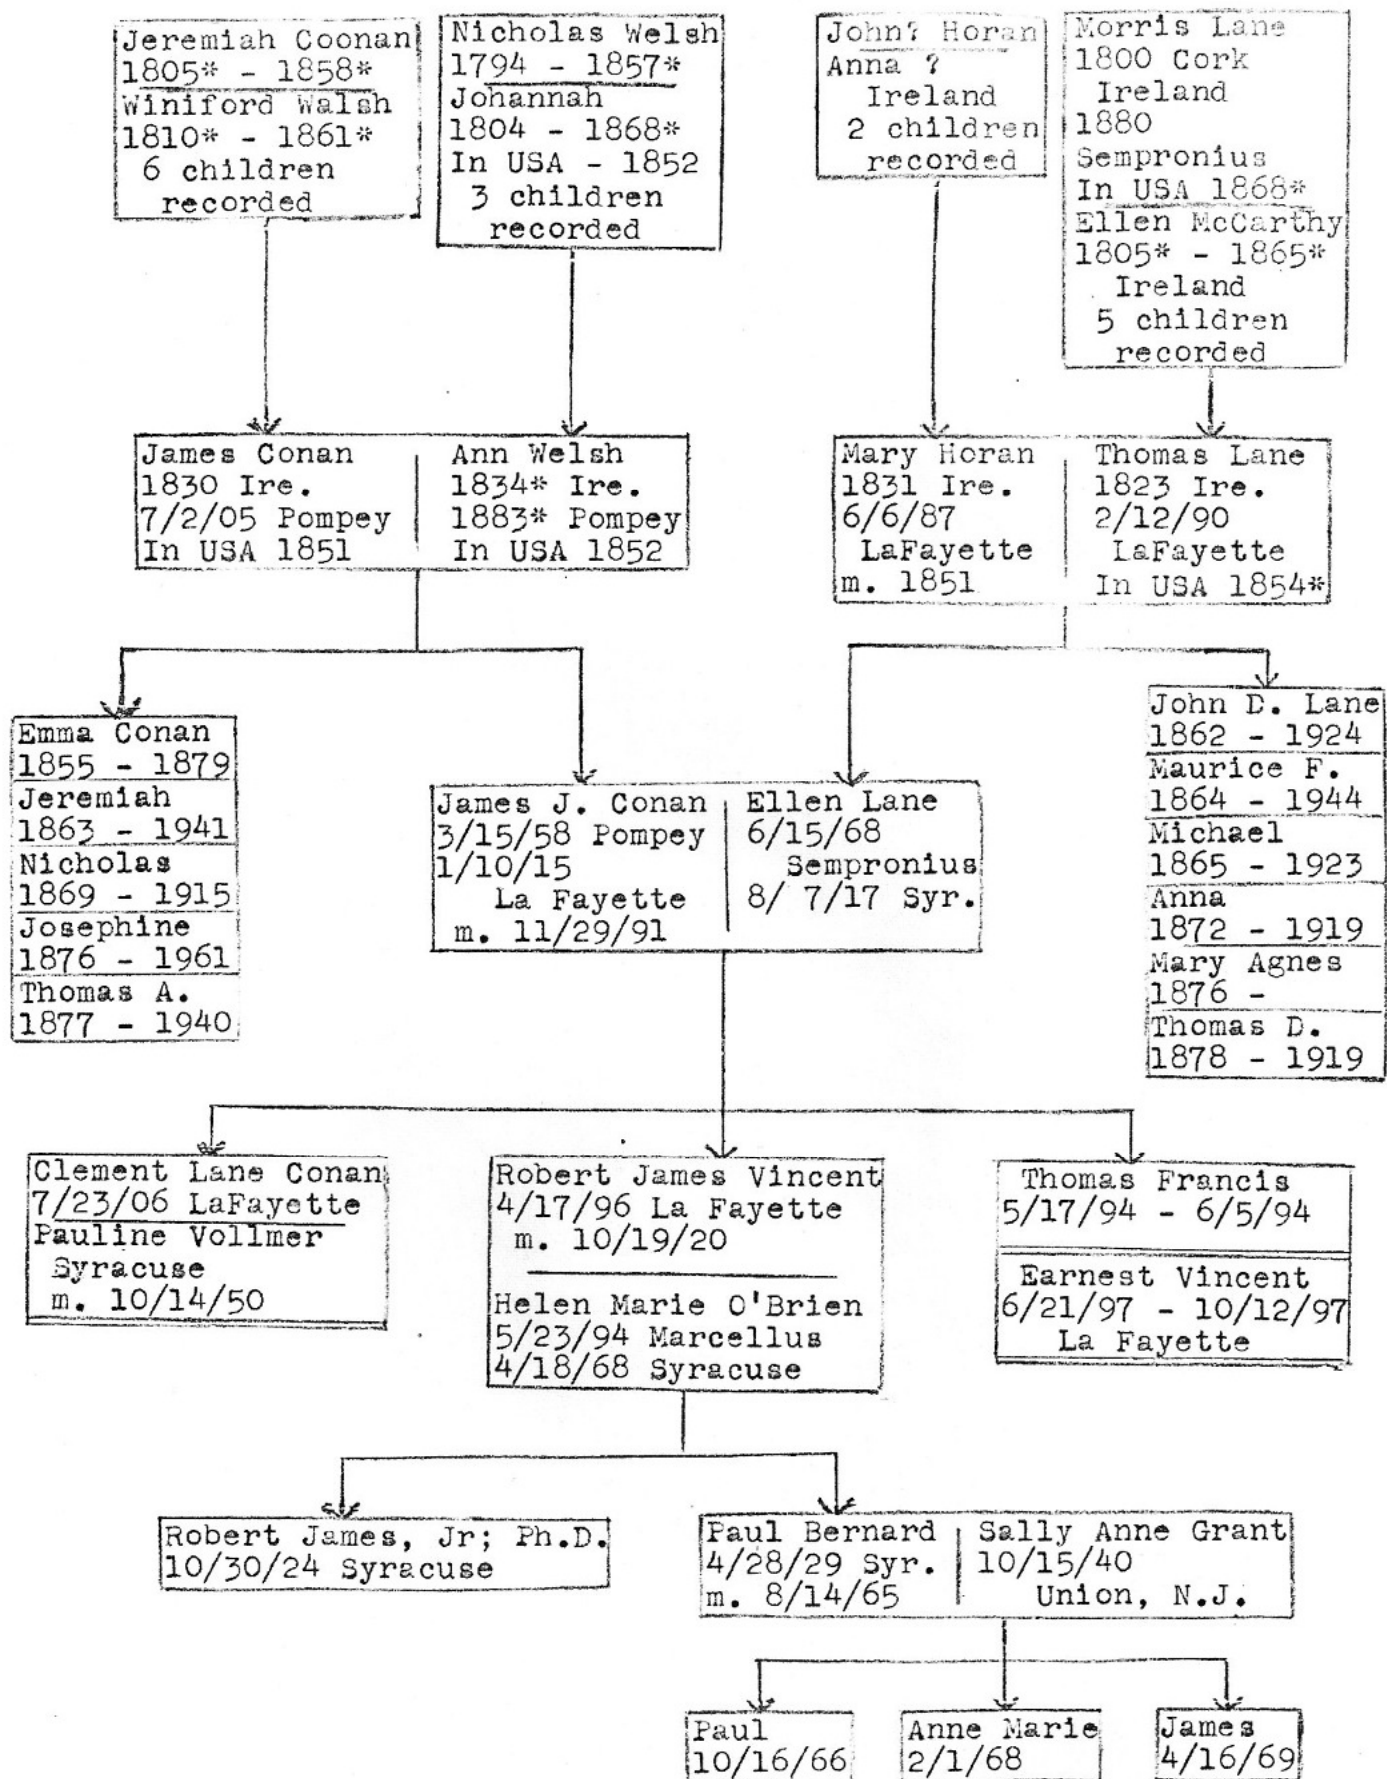 Jeremiah Coonan
1805* - 1858*
Winiford Walsh
1810* - 1861*
6 children
recorded
Nicholas Welsh
1794 - 1857*
Johannah
1804 - 1868*
In USA - 1852
3 children
recorded
John? Horan
Anna ?
Ireland
2 children
recorded
Morris Lane
1800 Cork
Ireland
1880
Sempronius
In USA 1868*
Ellen McCarthy
1805* - 1865*
Ireland
5 children
recorded
James Conan
1830 Ire.
7/2/05 Pompey
In USA 1851
Ann Welsh
1834* Ire.
1883* Pompey
In USA 1852
Mary Horan
1831 Ire.
6/6/87
LaFayette
m. 1851
Thomas Lane
1823 Ire.
2/12/90
LaFayette
In USA 1854*
Emma Conan
1855 - 1879
Jeremiah
1863 - 1941
Nicholas
1869 - 1915
Josephine
1876 - 1961
Thomas A.
1877 - 1940
James J. Conan
3/15/58 Pompey
1/10/15
La Fayette
m. 11/29/91
Ellen Lane
6/15/68
Sempronius
8/ 7/17 Syr.
John D. Lane
1862 - 1924
Maurice F.
1864 - 1944
Michael
1865 - 1923
Anna
1872 - 1919
Mary Agnes
1876 -
Thomas D.
1878 - 1919
Clement Lane Conan
7/23/06 LaFayette
Pauline Vollmer
Syracuse
m. 10/14/50
Robert James Vincent
4/17/96 La Fayette
m. 10/19/20
Helen Marie O'Brien
5/23/94 Marcellus
4/18/68 Syracuse
Thomas Francis
5/17/94 - 6/5/94
Earnest Vincent
6/21/97 - 10/12/97
La Fayette
Robert James, Jr; Ph.D.
10/30/24 Syracuse
Paul Bernard
4/28/29 Syr.
m. 8/14/65
Sally Anne Grant
10/15/40
Union, N.J.
Paul
10/16/66
Anne Marie
2/1/68
James
4/16/69